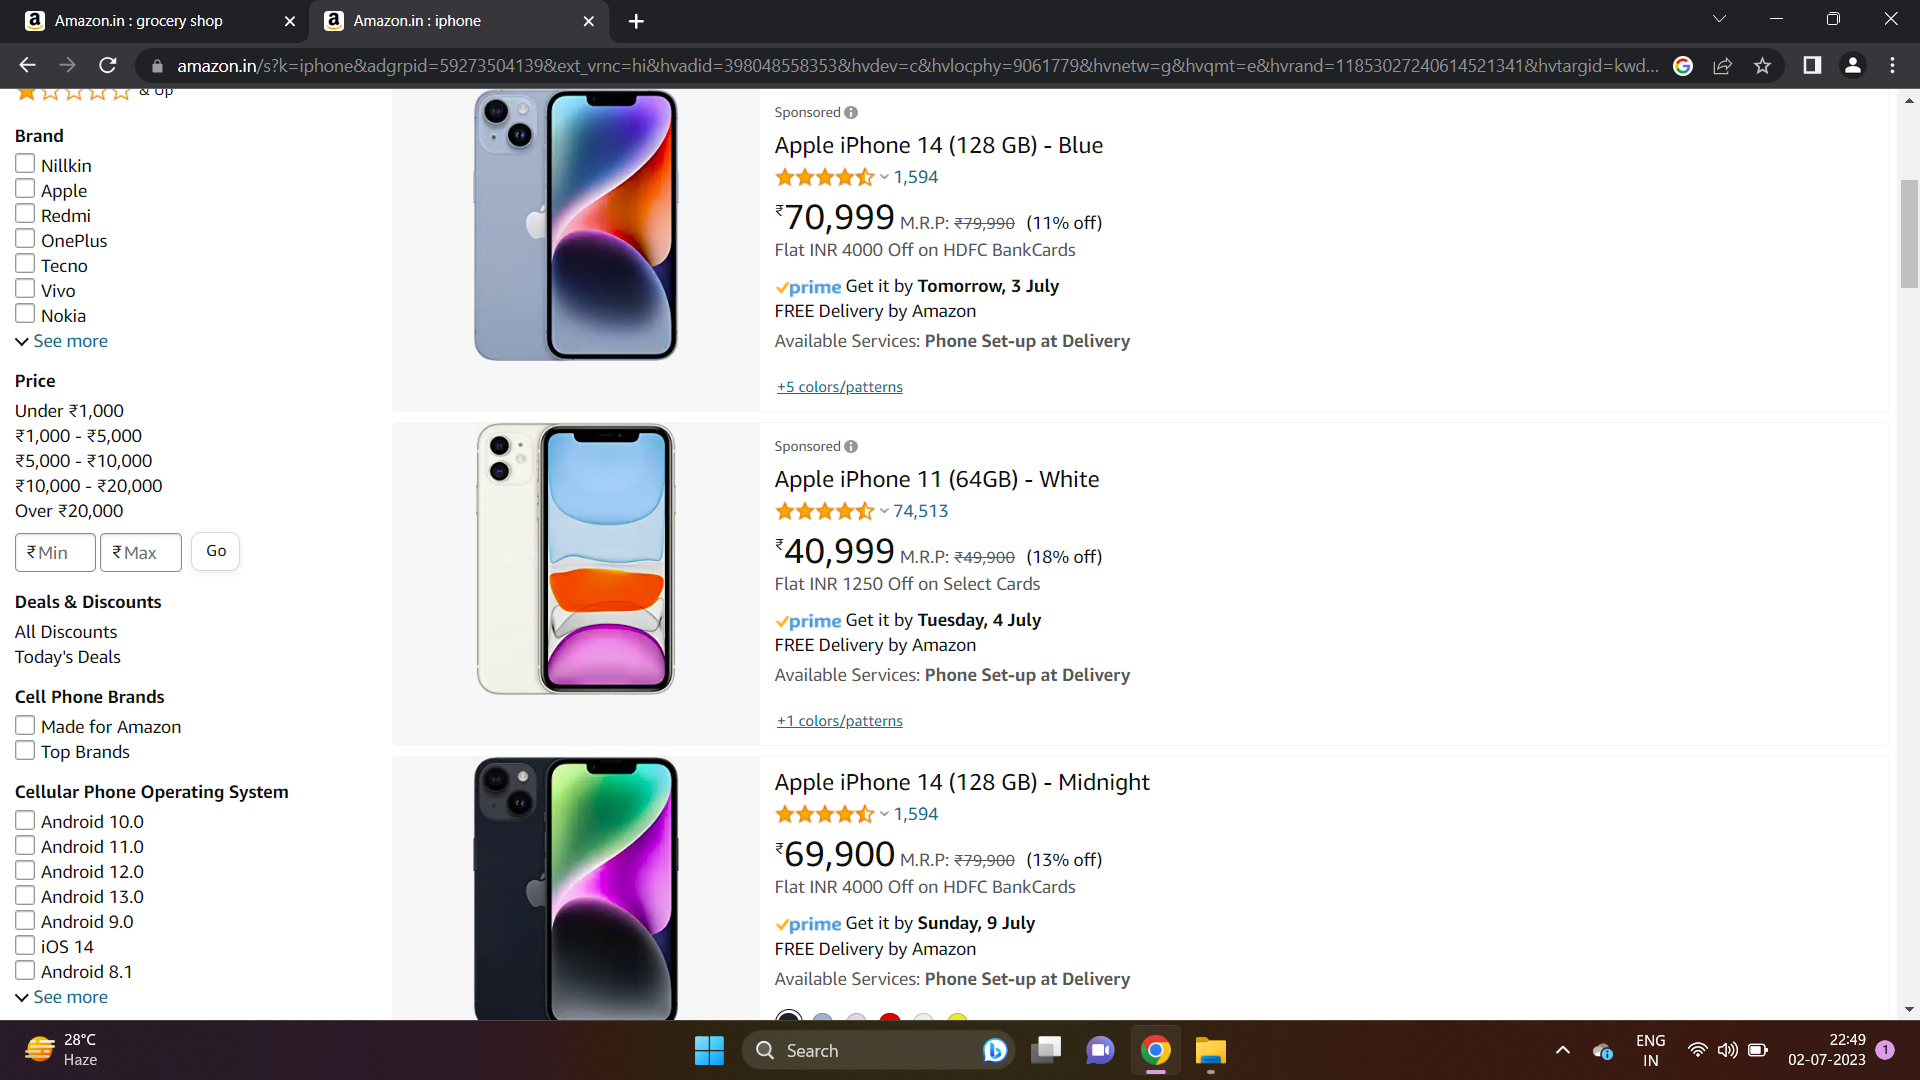 Amazon.in : grocery shop
Amazon.in : iphone
amazon.in/s?k=iphone&adgrpid=59273504139&ext_vrnc=hi&hvadid=398048558353&hvdev=c&hvlocphy=9061779&hvnetw=g&hvqmt=e&hvrand=11853027240614521341&hvtargid=kwd...
& Up
Brand
Nillkin
Apple
Redmi
OnePlus
Tecno
Vivo
Nokia
See more
Price
Under ₹1,000
₹1,000 - ₹5,000
₹5,000 - ₹10,000
₹10,000 - ₹20,000
Over ₹20,000
₹ Min ₹ Max Go
Deals & Discounts
All Discounts
Today's Deals
Cell Phone Brands
Made for Amazon
Top Brands
Cellular Phone Operating System
Android 10.0
Android 11.0
Android 12.0
Android 13.0
Android 9.0
iOS 14
Android 8.1
See more
Sponsored
Apple iPhone 14 (128 GB) - Blue
1,594
₹70,999 M.R.P: ₹79,990 (11% off)
Flat INR 4000 Off on HDFC BankCards
prime Get it by Tomorrow, 3 July
FREE Delivery by Amazon
Available Services: Phone Set-up at Delivery
+5 colors/patterns
Sponsored
Apple iPhone 11 (64GB) - White
74,513
₹40,999 M.R.P: ₹49,900 (18% off)
Flat INR 1250 Off on Select Cards
prime Get it by Tuesday, 4 July
FREE Delivery by Amazon
Available Services: Phone Set-up at Delivery
+1 colors/patterns
Apple iPhone 14 (128 GB) - Midnight
1,594
₹69,900 M.R.P: ₹79,900 (13% off)
Flat INR 4000 Off on HDFC BankCards
prime Get it by Sunday, 9 July
FREE Delivery by Amazon
Available Services: Phone Set-up at Delivery
28°C
Haze
Search
ENG
IN
22:49
02-07-2023
1